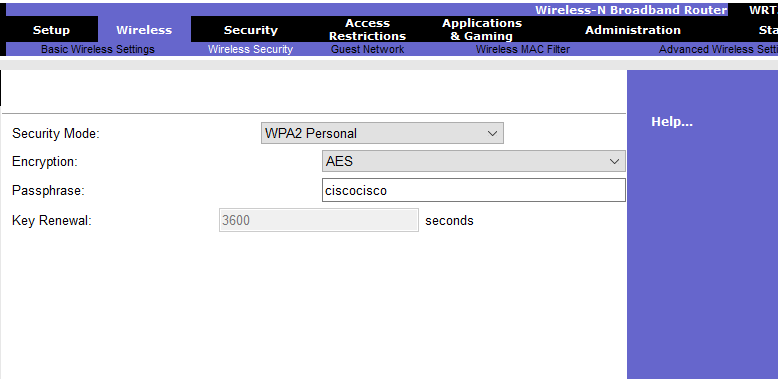 Wireless-N Broadband Router WRT
Setup Wireless Security Access Restrictions Applications & Gaming Administration Sta
Basic Wireless Settings Wireless Security Guest Network Wireless MAC Filter Advanced Wireless Setti
Help...
Security Mode: WPA2 Personal
Encryption: AES
Passphrase: ciscocisco
Key Renewal: 3600 seconds